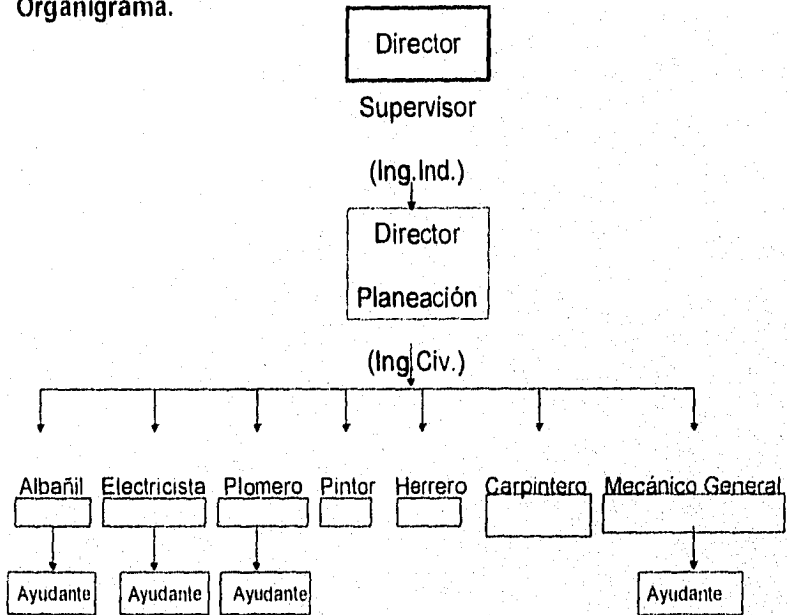 Organigrama.
Director
Supervisor
(Ing.Ind.)
Director
Planeación
(Ing.Civ.)
Albañil Electricista Plomero Pintor Herrero Carpintero Mecánico General
Ayudante Ayudante Ayudante Ayudante